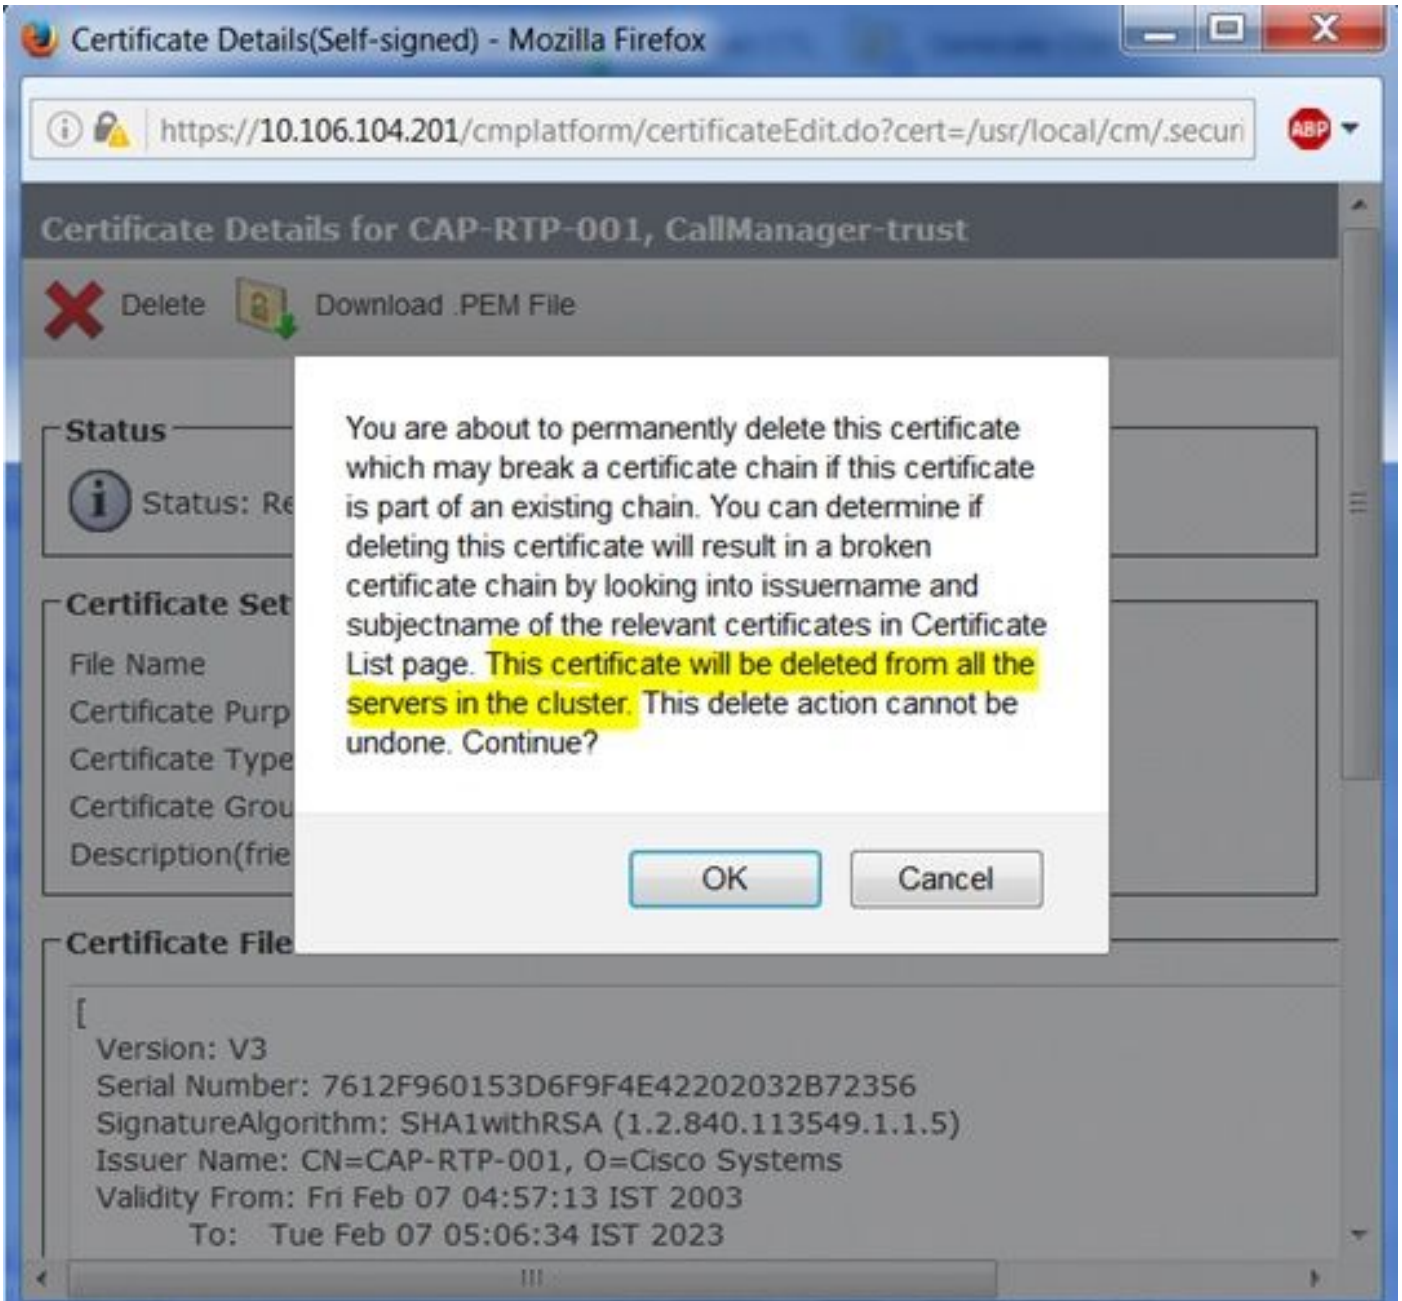 Certificate Details(Self-signed) - Mozilla Firefox
https://10.106.104.201/cmplatform/certificateEdit.do?cert=/usr/local/cm/.securi
ABP
Certificate Details for CAP-RTP-001, CallManager-trust
Delete Download .PEM File
Status
Status: Re
You are about to permanently delete this certificate
which may break a certificate chain if this certificate
is part of an existing chain. You can determine if
deleting this certificate will result in a broken
certificate chain by looking into issuername and
subjectname of the relevant certificates in Certificate
List page. This certificate will be deleted from all the
servers in the cluster. This delete action cannot be
undone. Continue?
OK Cancel
Certificate Set
File Name
Certificate Purp
Certificate Type
Certificate Grou
Description(frie
Certificate File
[
Version: V3
Serial Number: 7612F960153D6F9F4E42202032B72356
SignatureAlgorithm: SHA1withRSA (1.2.840.113549.1.1.5)
Issuer Name: CN=CAP-RTP-001, O=Cisco Systems
Validity From: Fri Feb 07 04:57:13 IST 2003
To: Tue Feb 07 05:06:34 IST 2023